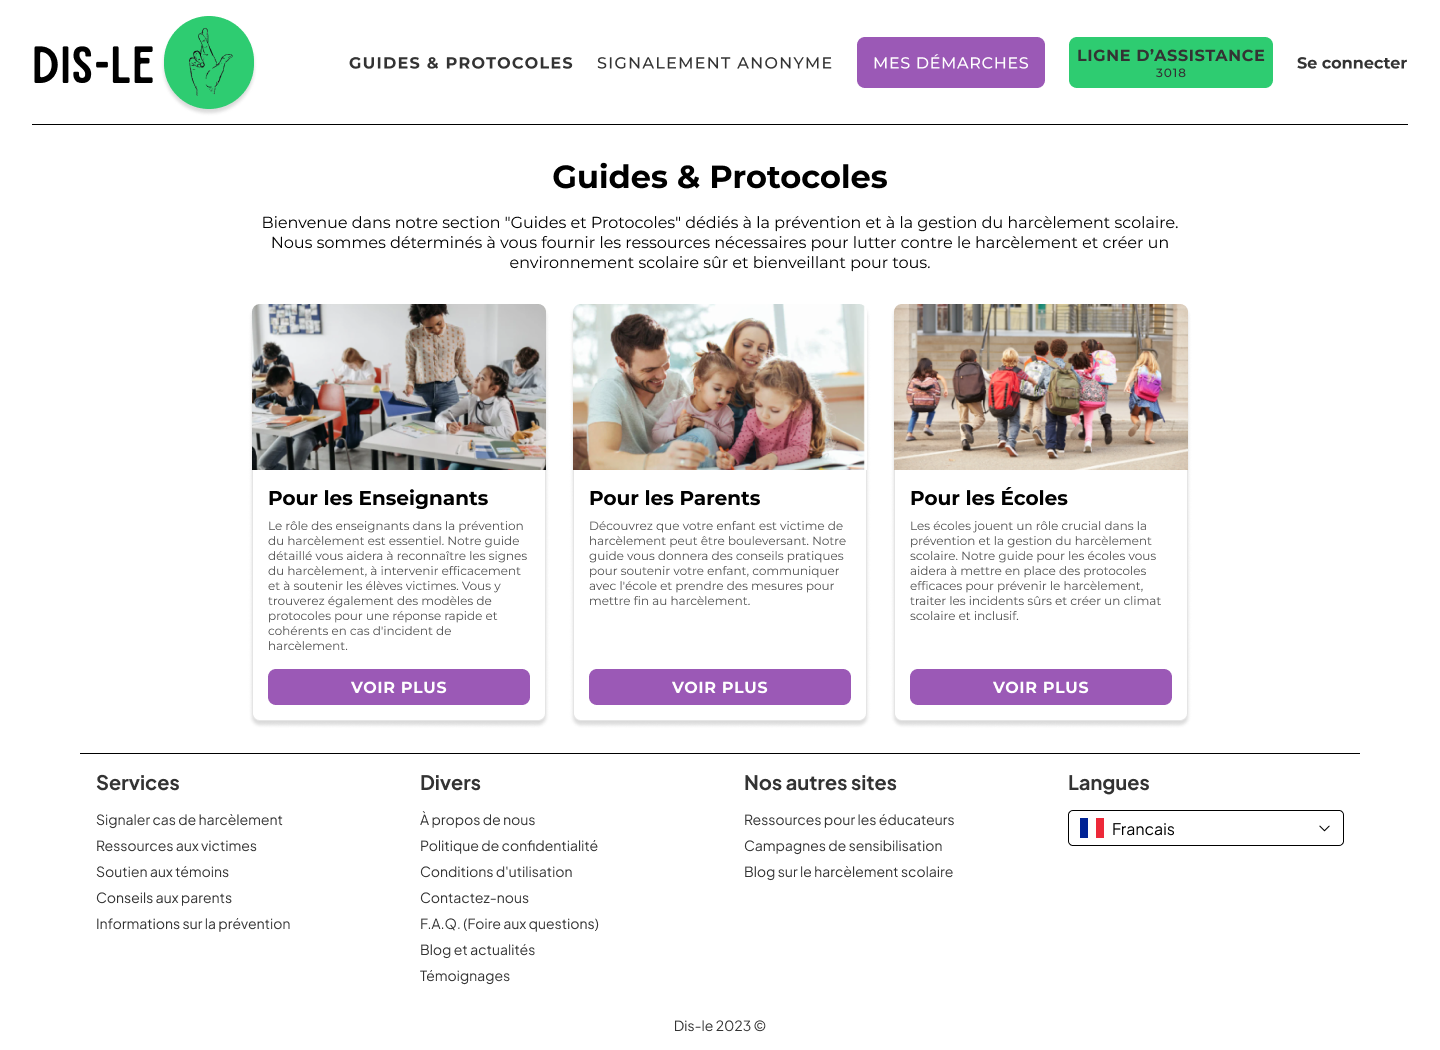 DIS-LE
GUIDES & PROTOCOLES
SIGNALEMENT ANONYME
MES DÉMARCHES
LIGNE D’ASSISTANCE
3018
Se connecter
Guides & Protocoles
Bienvenue dans notre section "Guides et Protocoles" dédiés à la prévention et à la gestion du harcèlement scolaire.
Nous sommes déterminés à vous fournir les ressources nécessaires pour lutter contre le harcèlement et créer un
environnement scolaire sûr et bienveillant pour tous.
Pour les Enseignants
Le rôle des enseignants dans la prévention
du harcèlement est essentiel. Notre guide
détaillé vous aidera à reconnaître les signes
du harcèlement, à intervenir efficacement
et à soutenir les élèves victimes. Vous y
trouverez également des modèles de
protocoles pour une réponse rapide et
cohérents en cas d'incident de
harcèlement.
VOIR PLUS
Pour les Parents
Découvrez que votre enfant est victime de
harcèlement peut être bouleversant. Notre
guide vous donnera des conseils pratiques
pour soutenir votre enfant, communiquer
avec l'école et prendre des mesures pour
mettre fin au harcèlement.
VOIR PLUS
Pour les Écoles
Les écoles jouent un rôle crucial dans la
prévention et la gestion du harcèlement
scolaire. Notre guide pour les écoles vous
aidera à mettre en place des protocoles
efficaces pour prévenir le harcèlement,
traiter les incidents sûrs et créer un climat
scolaire et inclusif.
VOIR PLUS
Services
Signaler cas de harcèlement
Ressources aux victimes
Soutien aux témoins
Conseils aux parents
Informations sur la prévention
Divers
À propos de nous
Politique de confidentialité
Conditions d'utilisation
Contactez-nous
F.A.Q. (Foire aux questions)
Blog et actualités
Témoignages
Nos autres sites
Ressources pour les éducateurs
Campagnes de sensibilisation
Blog sur le harcèlement scolaire
Langues
Francais
Dis-le 2023 ©